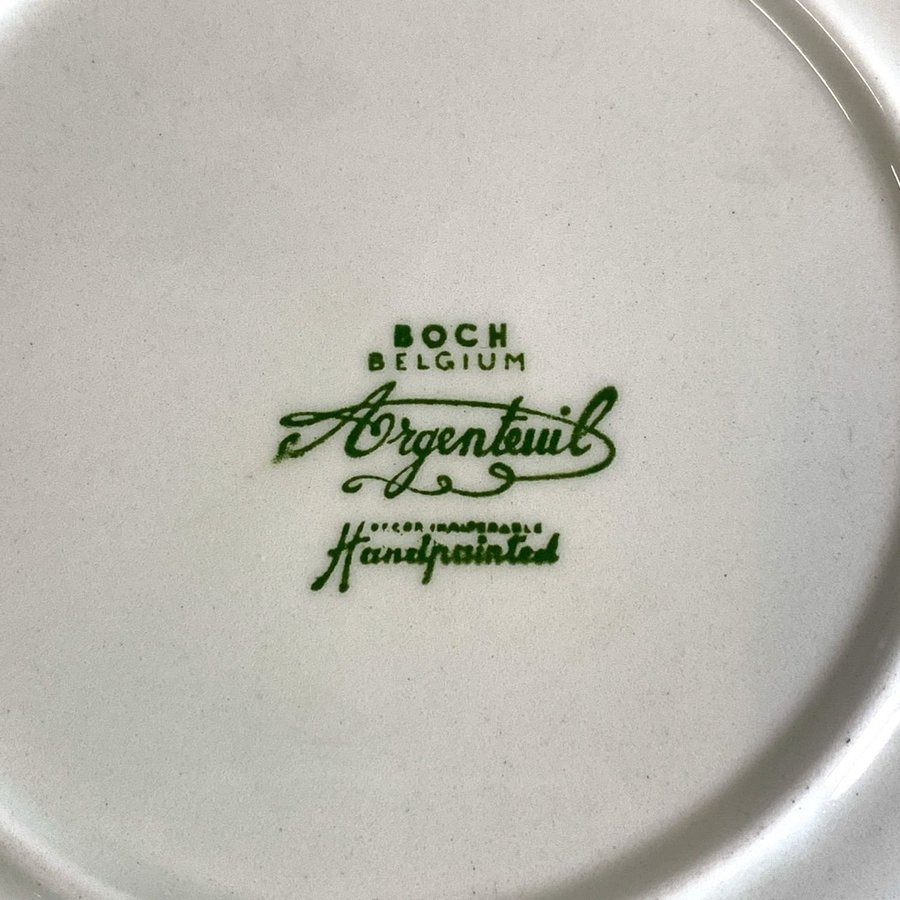 BOCH
BELGIUM
Argenteuil
DECOR INALTERABLE
Handpainted